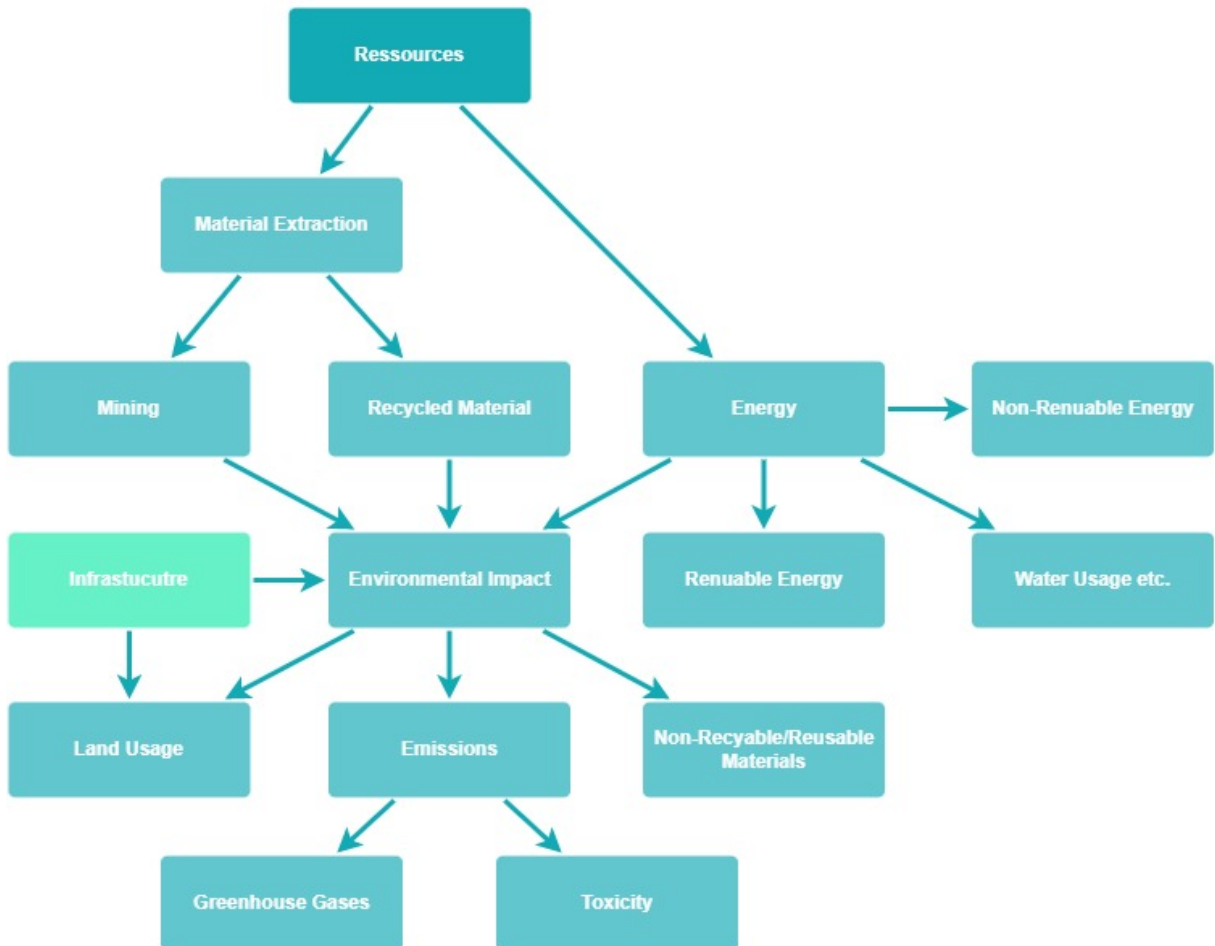 Ressources
Material Extraction
Mining
Recycled Material
Energy
Non-Renuable Energy
Infrastucutre
Environmental Impact
Renuable Energy
Water Usage etc.
Land Usage
Emissions
Non-Recyable/Reusable
Materials
Greenhouse Gases
Toxicity